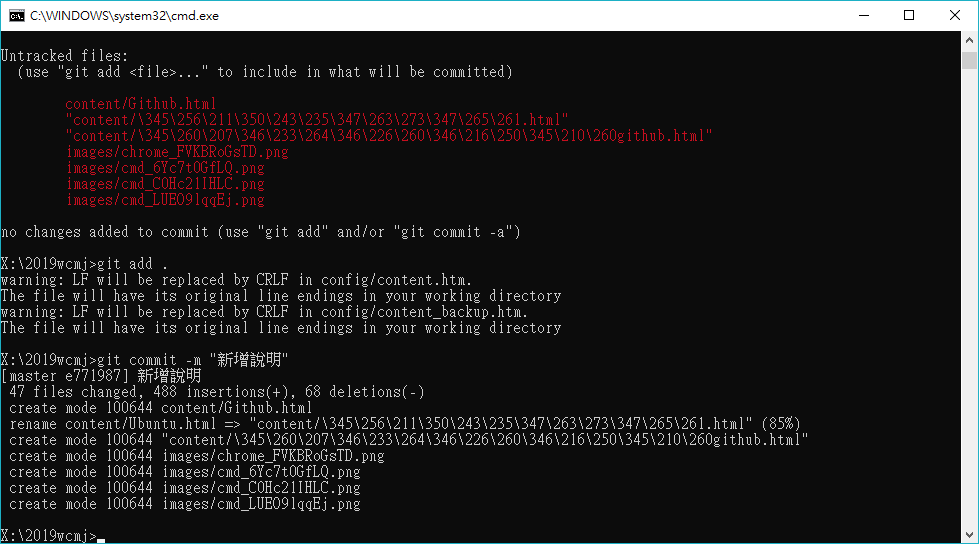 C:\WINDOWS\system32\cmd.exe
Untracked files:
(use "git add <file>..." to include in what will be committed)
content/Github.html
"content/\345\256\211\350\243\235\347\263\273\347\265\261.html"
"content/\345\260\207\346\233\264\346\226\260\346\216\250\345\210\260github.html"
images/chrome_FVKBRoGsTD.png
images/cmd_6Yc7tOGfLQ.png
images/cmd_COHc21IHLC.png
images/cmd_LUEO9lqqEj.png
no changes added to commit (use "git add" and/or "git commit -a")
X:\2019wcmj>git add .
warning: LF will be replaced by CRLF in config/content.htm.
The file will have its original line endings in your working directory
warning: LF will be replaced by CRLF in config/content_backup.htm.
The file will have its original line endings in your working directory
X:\2019wcmj>git commit -m "新增說明"
[master e771987] 新增說明
47 files changed, 488 insertions(+), 68 deletions(-)
create mode 100644 content/Github.html
rename content/Ubuntu.html => "content/\345\256\211\350\243\235\347\263\273\347\265\261.html" (85%)
create mode 100644 "content/\345\260\207\346\233\264\346\226\260\346\216\250\345\210\260github.html"
create mode 100644 images/chrome_FVKBRoGsTD.png
create mode 100644 images/cmd_6Yc7tOGfLQ.png
create mode 100644 images/cmd_COHc21IHLC.png
create mode 100644 images/cmd_LUEO9lqqEj.png
X:\2019wcmj>